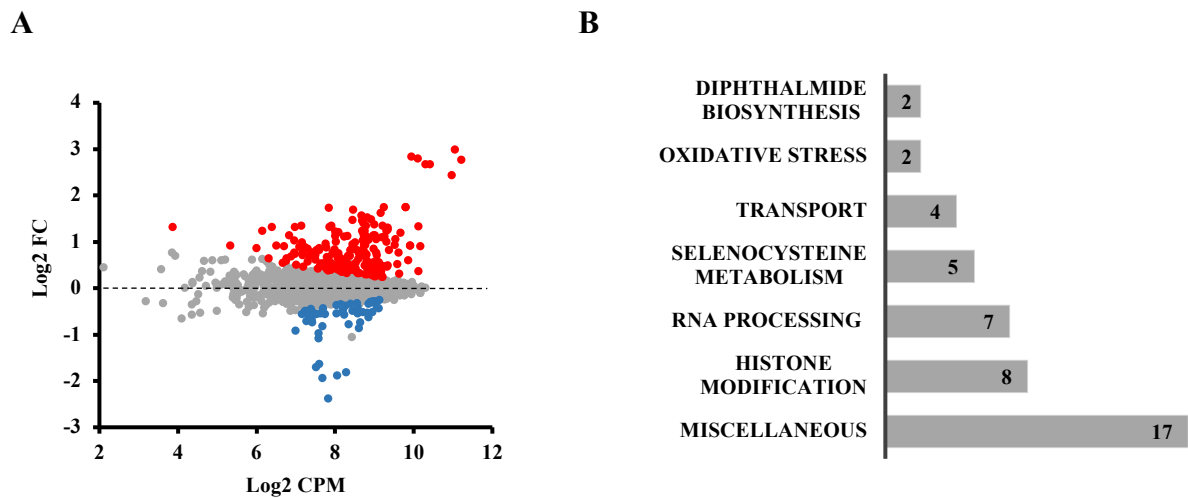 A
B
4
3
2
1
0
-1
-2
-3
Log2 FC
2
4
6
8
10
12
Log2 CPM
DIPHTHALMIDE
BIOSYNTHESIS
2
OXIDATIVE STRESS
2
TRANSPORT
4
SELENOCYSTEINE
METABOLISM
5
RNA PROCESSING
7
HISTONE
MODIFICATION
8
MISCELLANEOUS
17